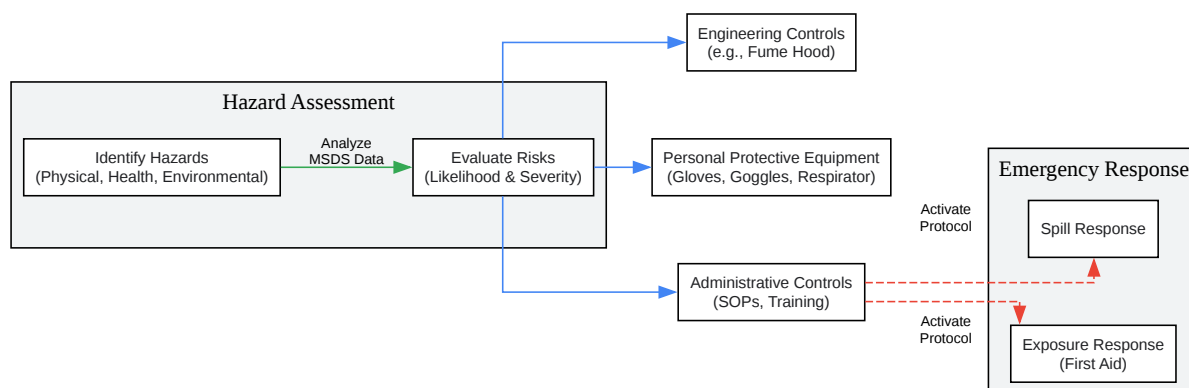 Engineering Controls
(e.g., Fume Hood)
Hazard Assessment
Identify Hazards
(Physical, Health, Environmental)
Analyze
MSDS Data
Evaluate Risks
(Likelihood & Severity)
Personal Protective Equipment
(Gloves, Goggles, Respirator)
Emergency Response
Activate
Protocol
Spill Response
Administrative Controls
(SOPs, Training)
Activate
Protocol
Exposure Response
(First Aid)